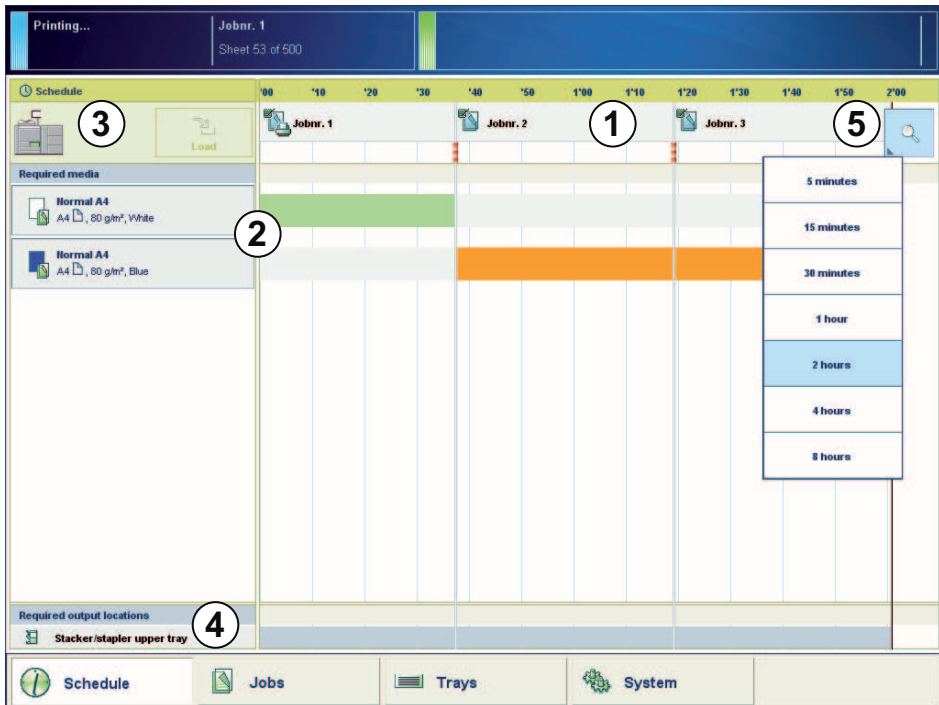 Printing...
Jobnr. 1
Sheet 53 of 500
Schedule
'00 '10 '20 '30 '40 '50 1'00 1'10 1'20 1'30 1'40 1'50 2'00
3
Load
Jobnr. 1
Jobnr. 2
1
Jobnr. 3
5
Required media
Normal A4
A4 , 80 g/m², White
2
Normal A4
A4 , 80 g/m², Blue
5 minutes
15 minutes
30 minutes
1 hour
2 hours
4 hours
8 hours
Required output locations
Stacker/stapler upper tray
4
Schedule
Jobs
Trays
System